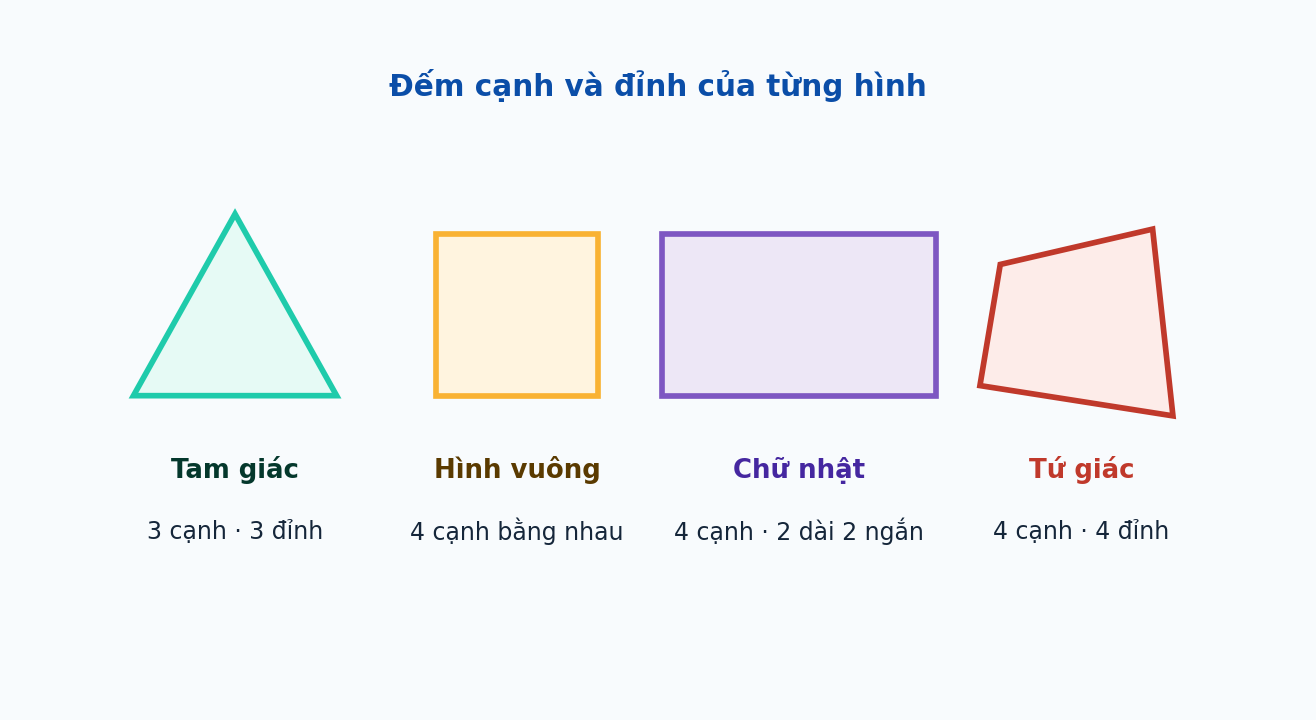 Đếm cạnh và đỉnh của từng hình
Tam giác
3 cạnh · 3 đỉnh
Hình vuông
4 cạnh bằng nhau
Chữ nhật
4 cạnh · 2 dài 2 ngắn
Tứ giác
4 cạnh · 4 đỉnh